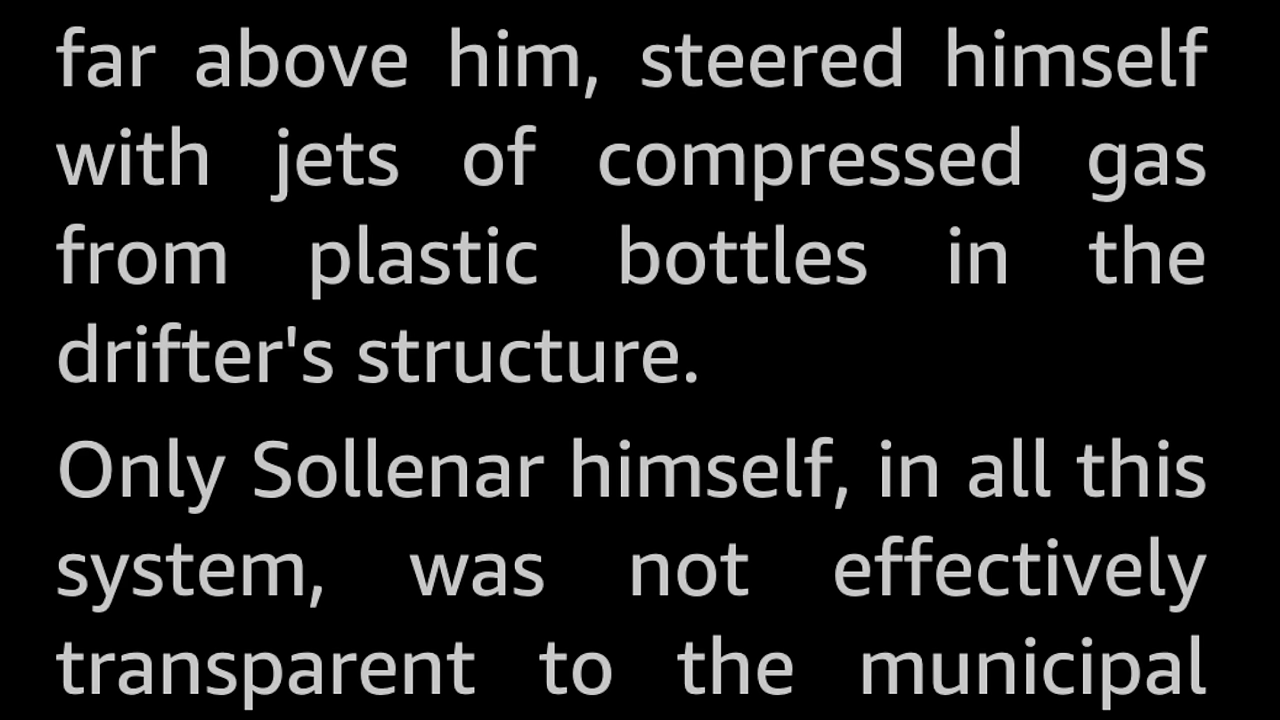 far above him, steered himself
with jets of compressed gas
from plastic bottles in the
drifter's structure.
Only Sollenar himself, in all this
system, was not effectively
transparent to the municipal